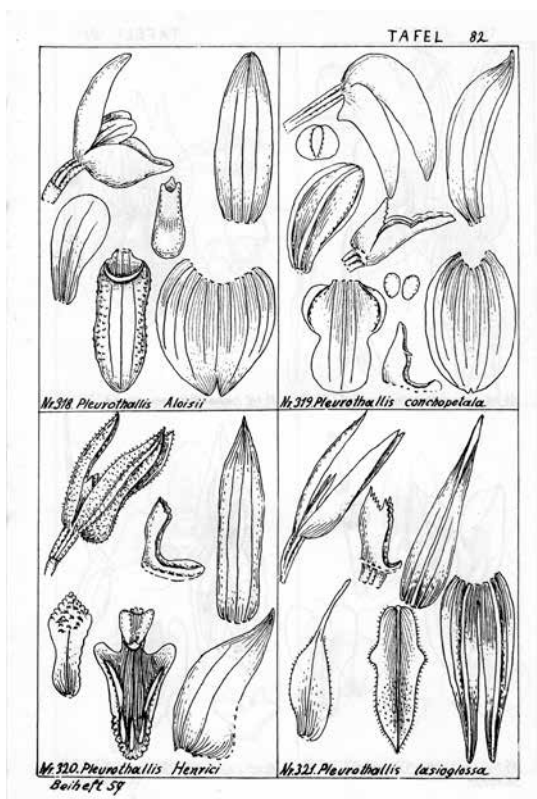 TAFEL 82
Nr. 318. Pleurothallis Aloisii
Nr. 319. Pleurothallis conchopetala
Nr. 320. Pleurothallis Henrici
Nr. 321. Pleurothallis lasioglossa
Beiheft 59